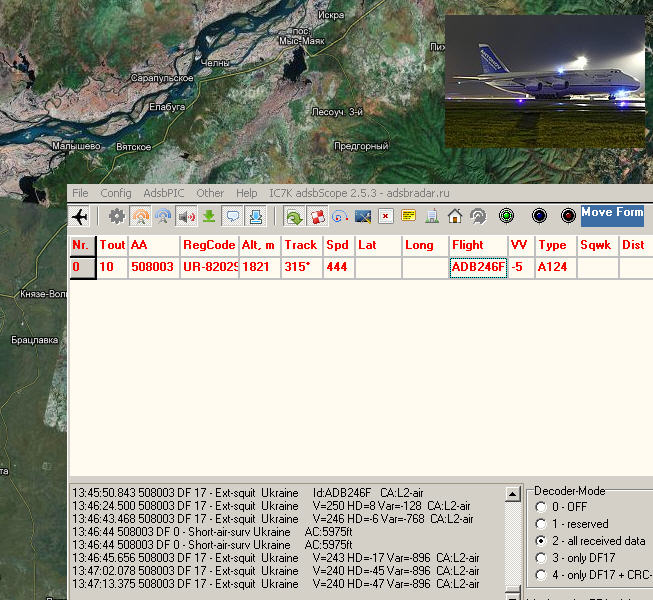 Искра
пос.
Мыс-Маяк
Челны
Пих
Сарапульское
Елабуга
Лесоуч. 3-й
Малышево
Вятское
Предгорный
File Config AdsbPIC Other Help IC7K adsbScope 2.5.3 - adsbradar.ru
Move Form
Nr. Tout AA RegCode Alt, m Track Spd Lat Long Flight VV Type Sqwk Dist
0 10 508003 UR-82029 1821 315* 444 ADB246F -5 A124
Князе-Вол
Брацлавка
та
13:45:50.843 508003 DF 17 - Ext-squit Ukraine Id:ADB246F CA:L2-air
13:46:24.500 508003 DF 17 - Ext-squit Ukraine V=250 HD=8 Var=-128 CA:L2-air
13:46:43.468 508003 DF 17 - Ext-squit Ukraine V=246 HD=-6 Var=-768 CA:L2-air
13:46:44 508003 DF 0 - Short-air-surv Ukraine AC:5975ft
13:46:44 508003 DF 0 - Short-air-surv Ukraine AC:5975ft
13:46:45.656 508003 DF 17 - Ext-squit Ukraine V=243 HD=-17 Var=-896 CA:L2-air
13:47:02.078 508003 DF 17 - Ext-squit Ukraine V=240 HD=-45 Var=-896 CA:L2-air
13:47:13.375 508003 DF 17 - Ext-squit Ukraine V=240 HD=-47 Var=-896 CA:L2-air
Decoder-Mode
0 - OFF
1 - reserved
2 - all received data
3 - only DF17
4 - only DF17 + CRC-